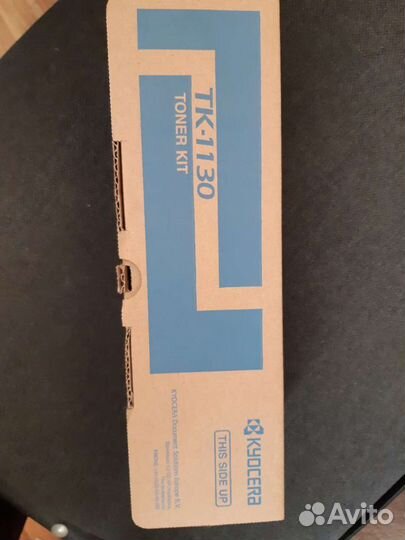 TK-1130
TONER KIT
KYOCERA
THIS SIDE UP
KYOCERA Document Solutions Europe B.V.
Avito